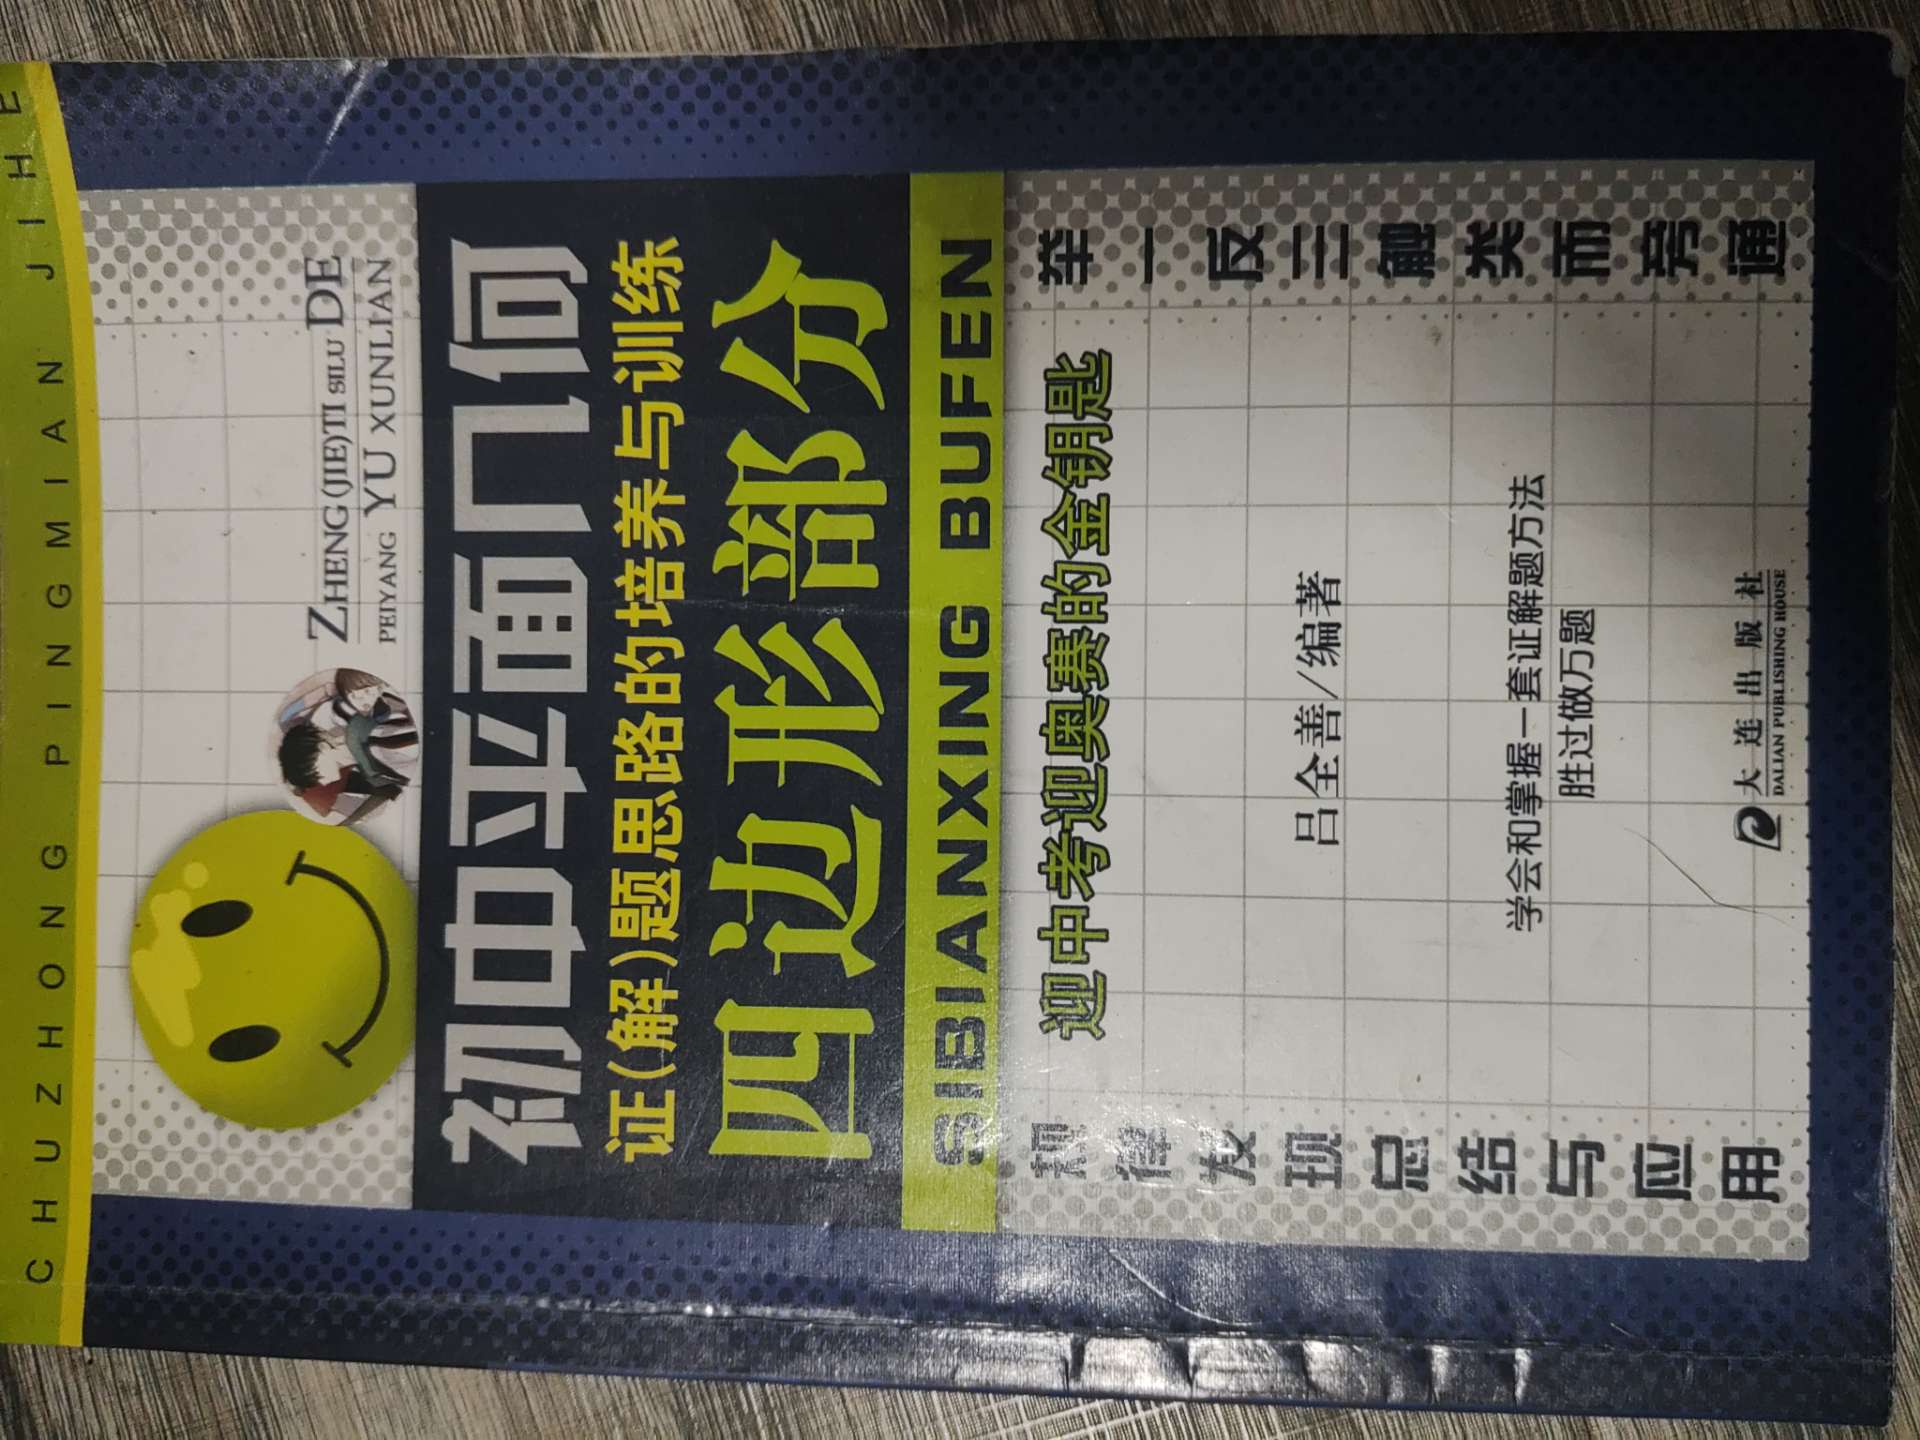 CHUZHONG PINGMIAN JIHE
ZHENG (JIE) TI SILU DE
PEIYANG YU XUNLIAN
初中平面几何
证(解)题思路的培养与训练
四边形部分
SIBIANXING BUFEN
迎中考迎奥赛的金钥匙
规律发现总结与应用
举一反三触类而旁通
吕全善/编著
学会和掌握一套证解题方法
胜过做万题
大连出版社
DALIAN PUBLISHING HOUSE